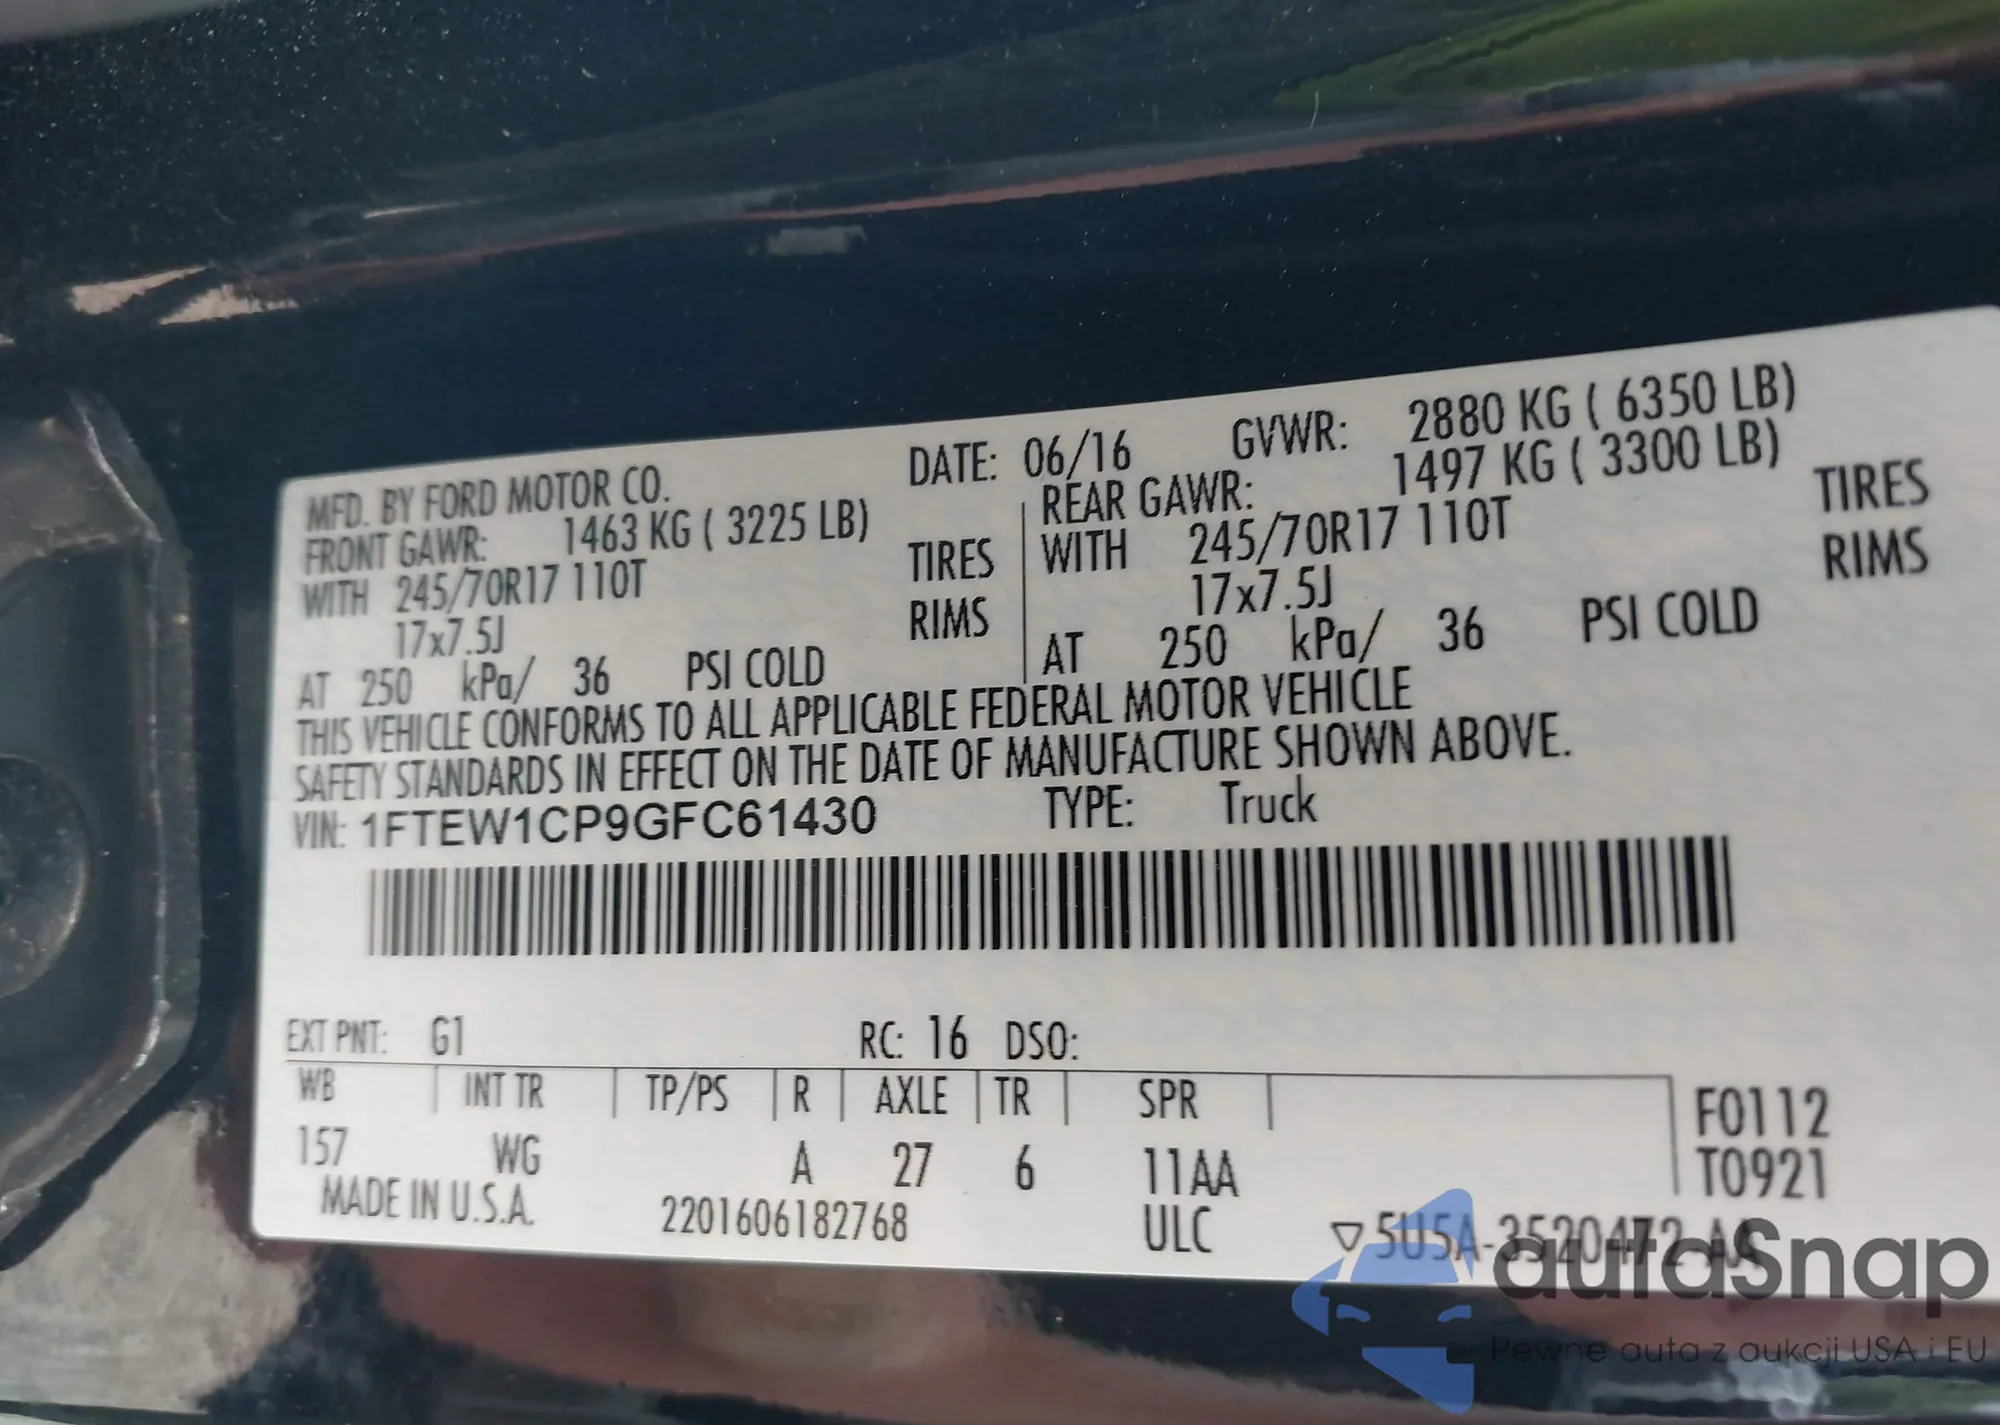 MFD. BY FORD MOTOR CO. DATE: 06/16 GVWR: 2880 KG ( 6350 LB)
FRONT GAWR: 1463 KG ( 3225 LB) REAR GAWR: 1497 KG ( 3300 LB)
WITH 245/70R17 110T TIRES WITH 245/70R17 110T TIRES
17x7.5J RIMS 17x7.5J RIMS
AT 250 kPa/ 36 PSI COLD AT 250 kPa/ 36 PSI COLD
THIS VEHICLE CONFORMS TO ALL APPLICABLE FEDERAL MOTOR VEHICLE
SAFETY STANDARDS IN EFFECT ON THE DATE OF MANUFACTURE SHOWN ABOVE.
VIN: 1FTEW1CP9GFC61430 TYPE: Truck
EXT PNT: G1 RC: 16 DSO:
WB INT TR TP/PS R AXLE TR SPR F0112
157 WG A 27 6 11AA T0921
MADE IN U.S.A. 2201606182768 ULC ▽5U5A-3520472-AA
autaSnap
Pewne auta z aukcji USA i EU